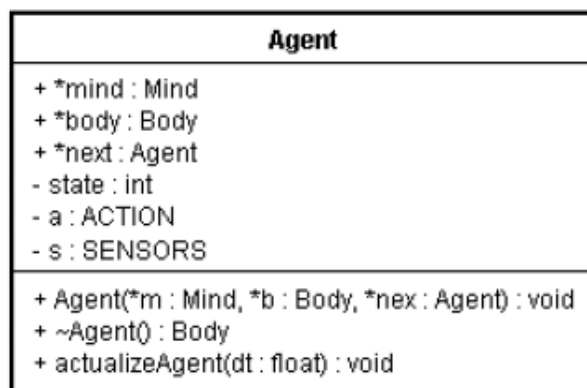 Agent
+ *mind : Mind
+ *body : Body
+ *next : Agent
- state : int
- a : ACTION
- s : SENSORS
+ Agent(*m : Mind, *b : Body, *nex : Agent) : void
+ ~Agent() : Body
+ actualizeAgent(dt : float) : void